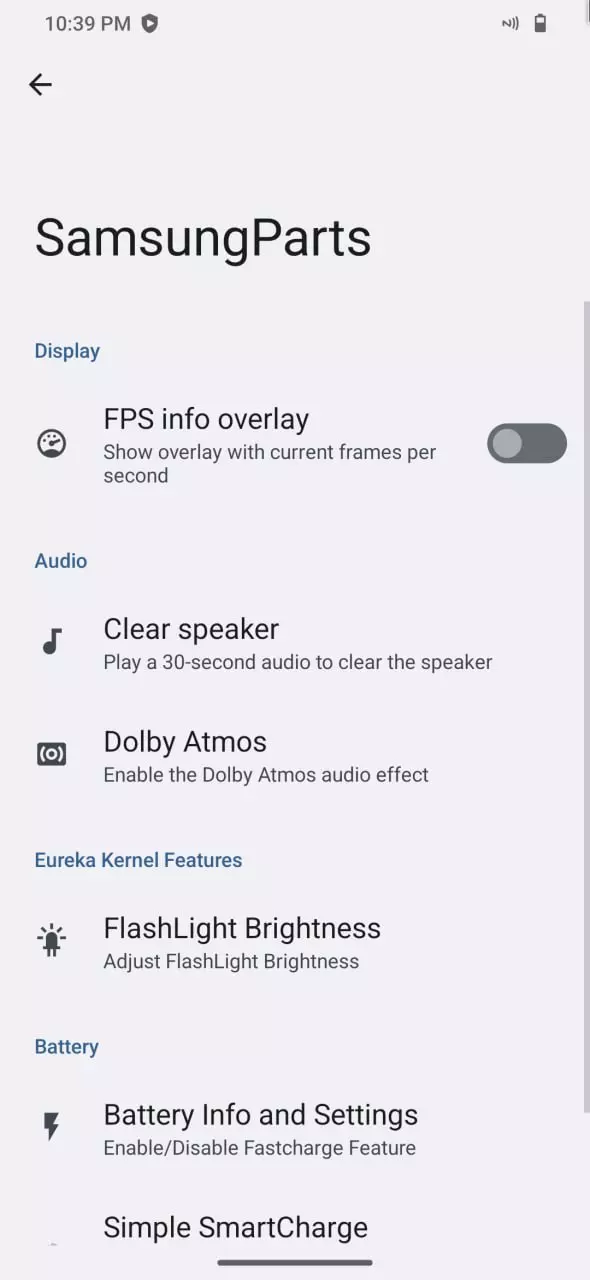 10:39 PM
SamsungParts
Display
FPS info overlay
Show overlay with current frames per
second
Audio
Clear speaker
Play a 30-second audio to clear the speaker
Dolby Atmos
Enable the Dolby Atmos audio effect
Eureka Kernel Features
FlashLight Brightness
Adjust FlashLight Brightness
Battery
Battery Info and Settings
Enable/Disable Fastcharge Feature
Simple SmartCharge